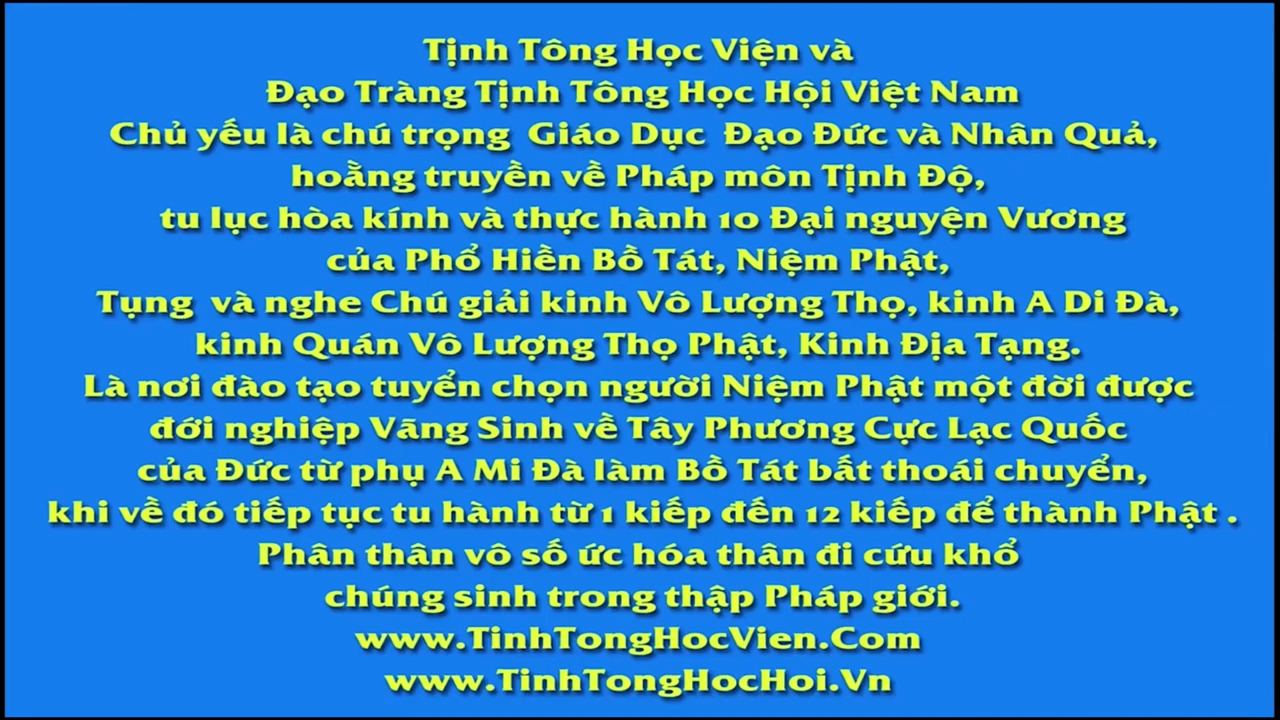 Tịnh Tông Học Viện và
Đạo Tràng Tịnh Tông Học Hội Việt Nam
Chủ yếu là chú trọng Giáo Dục Đạo Đức và Nhân Quả,
hoằng truyền về Pháp môn Tịnh Độ,
tu lục hòa kính và thực hành 10 Đại nguyện Vương
của Phổ Hiền Bồ Tát, Niệm Phật,
Tụng và nghe Chú giải kinh Vô Lượng Thọ, kinh A Di Đà,
kinh Quán Vô Lượng Thọ Phật, Kinh Địa Tạng.
Là nơi đào tạo tuyển chọn người Niệm Phật một đời được
đới nghiệp Vãng Sinh về Tây Phương Cực Lạc Quốc
của Đức từ phụ A Mi Đà làm Bồ Tát bất thoái chuyển,
khi về đó tiếp tục tu hành từ 1 kiếp đến 12 kiếp để thành Phật .
Phân thân vô số ức hóa thân đi cứu khổ
chúng sinh trong thập Pháp giới.
www.TinhTongHocVien.Com
www.TinhTongHocHoi.Vn